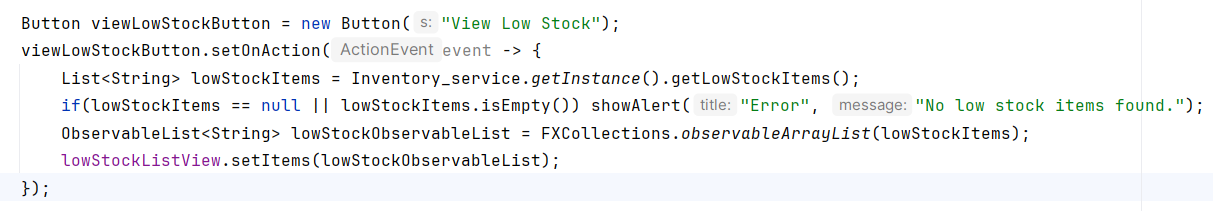 Button viewLowStockButton = new Button( s: "View Low Stock");
viewLowStockButton.setOnAction( ActionEvent event -> {
    List<String> lowStockItems = Inventory_service.getInstance().getLowStockItems();
    if(lowStockItems == null || lowStockItems.isEmpty()) showAlert( title: "Error", message: "No low stock items found.");
    ObservableList<String> lowStockObservableList = FXCollections.observableArrayList(lowStockItems);
    lowStockListView.setItems(lowStockObservableList);
});